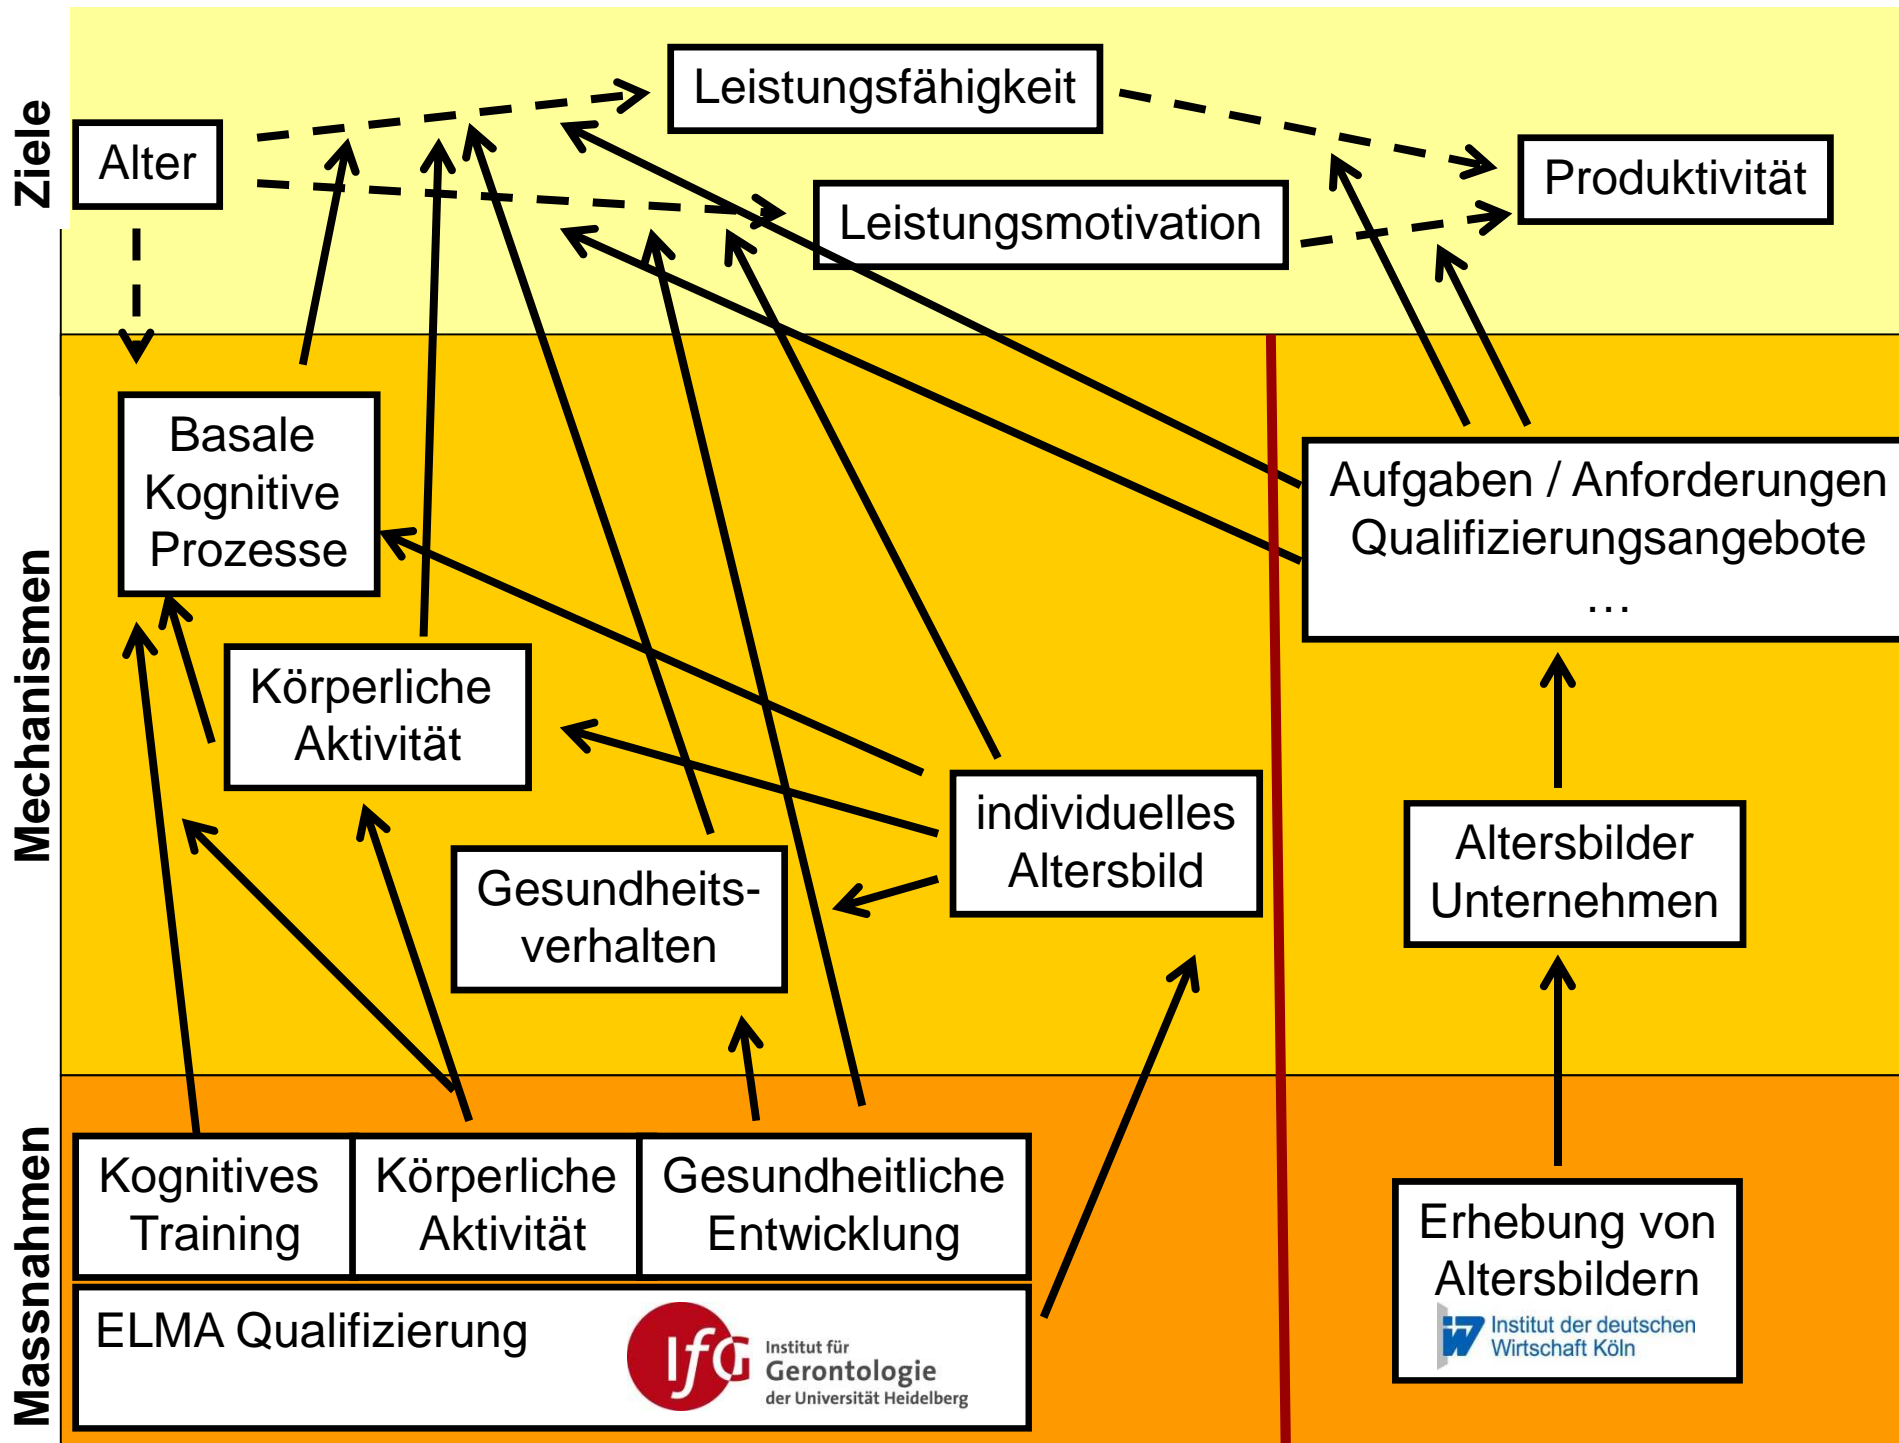 Ziele
Alter
Leistungsfähigkeit
Leistungsmotivation
Produktivität
Mechanismen
Basale
Kognitive
Prozesse
Körperliche
Aktivität
Gesundheits-
verhalten
individuelles
Altersbild
Aufgaben / Anforderungen
Qualifizierungsangebote
…
Altersbilder
Unternehmen
Massnahmen
Kognitives
Training
Körperliche
Aktivität
Gesundheitliche
Entwicklung
ELMA Qualifizierung
IfG
Institut für
Gerontologie
der Universität Heidelberg
Erhebung von
Altersbildern
iW
Institut der deutschen
Wirtschaft Köln